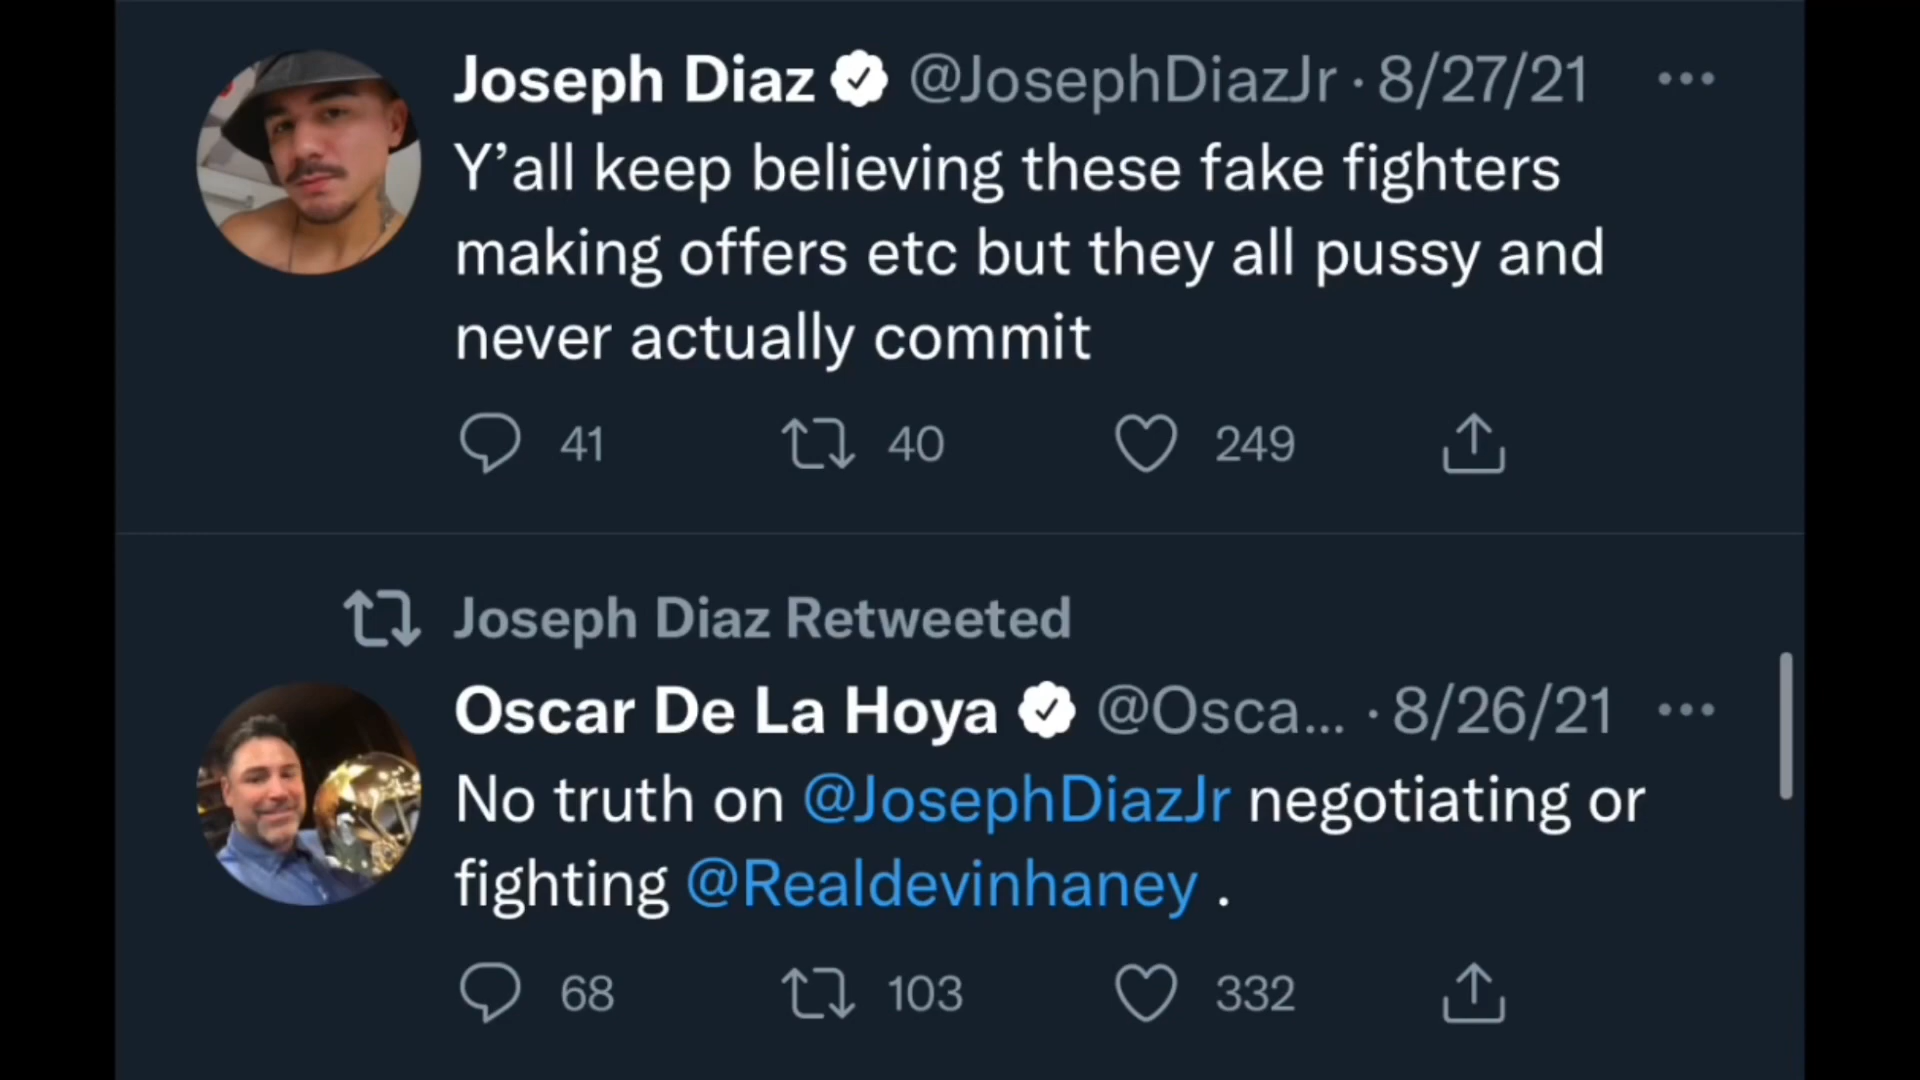 Joseph Diaz @JosephDiazJr · 8/27/21
Y’all keep believing these fake fighters
making offers etc but they all pussy and
never actually commit
41 40 249
Joseph Diaz Retweeted
Oscar De La Hoya @Osca... · 8/26/21
No truth on @JosephDiazJr negotiating or
fighting @Realdevinhaney .
68 103 332